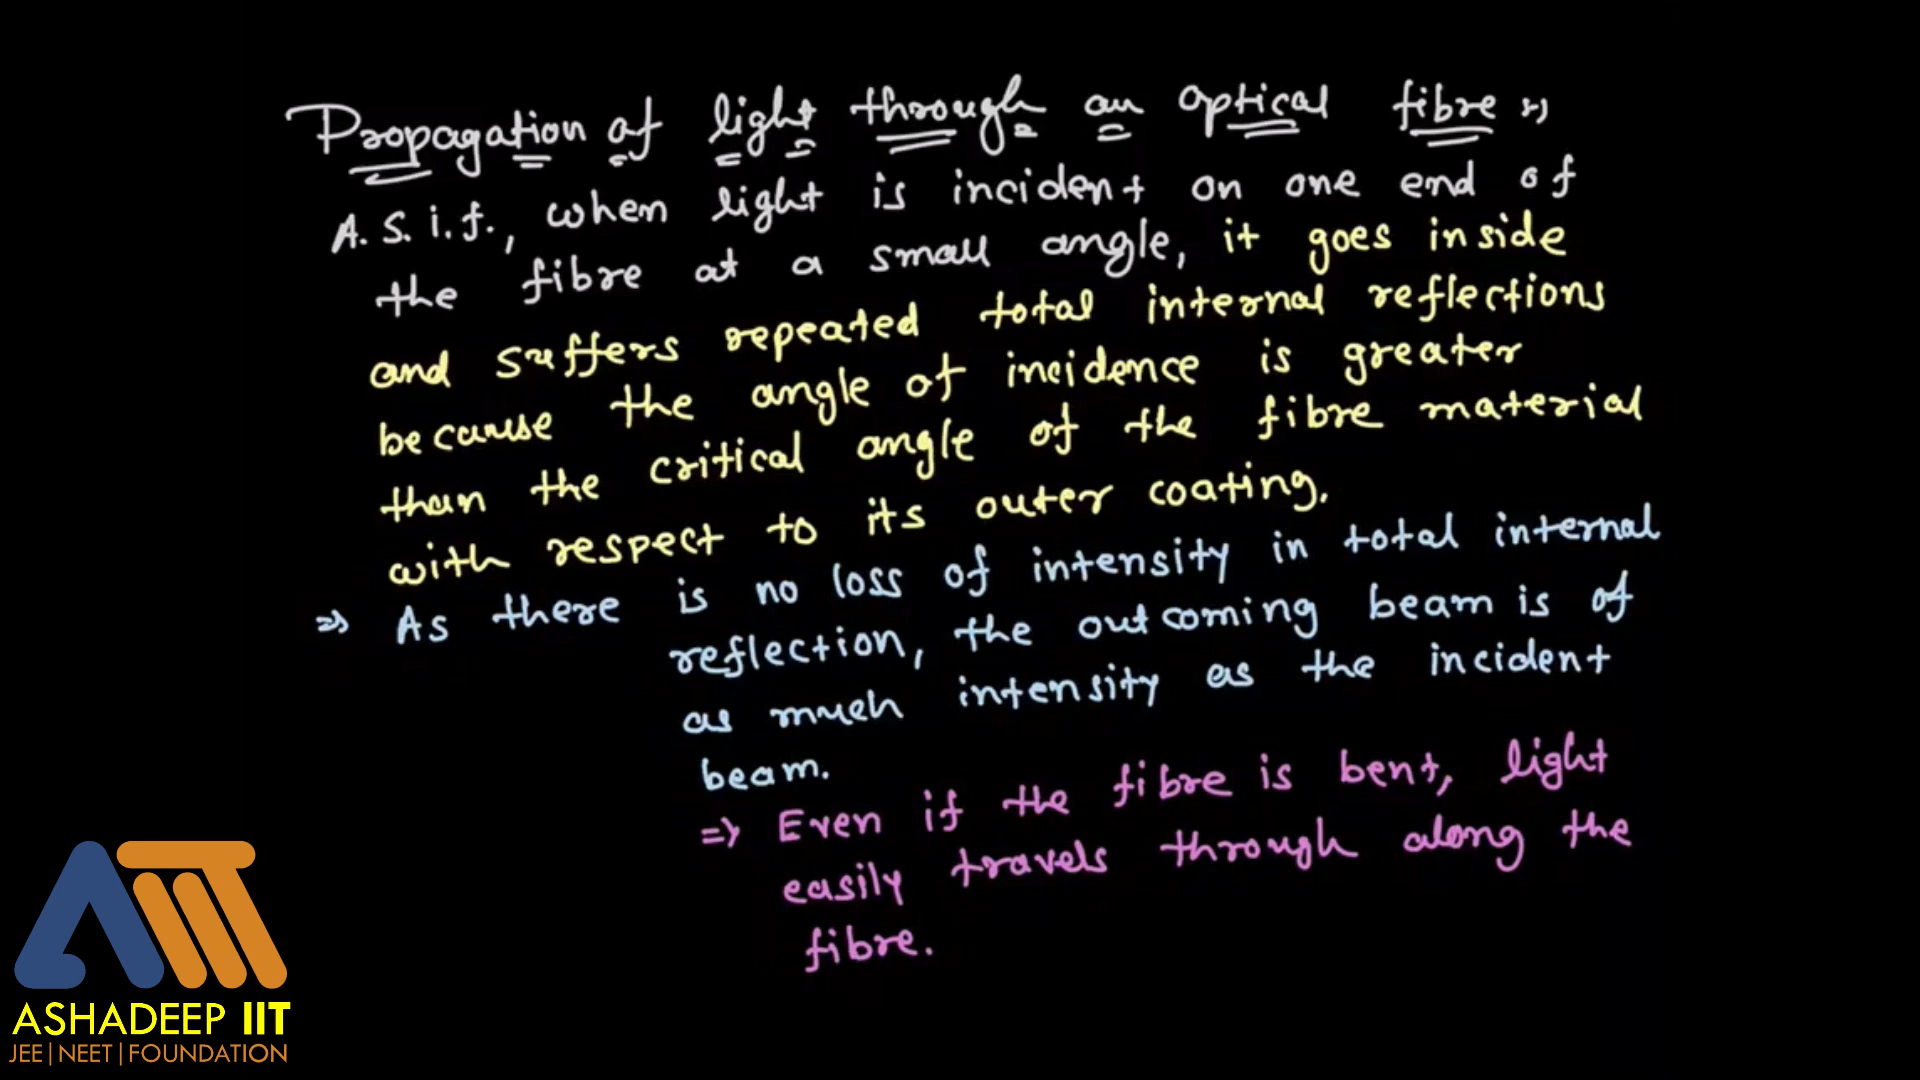 Propagation of light through an optical fibre =>
A.S.i.f., when light is incident on one end of
the fibre at a small angle, it goes inside
and suffers repeated total internal reflections
because the angle of incidence is greater
than the critical angle of the fibre material
with respect to its outer coating.
=> As there is no loss of intensity in total internal
reflection, the outcoming beam is of
as much intensity as the incident
beam.
=> Even if the fibre is bent, light
easily travels through along the
fibre.
ASHADEEP IIT
JEE | NEET | FOUNDATION